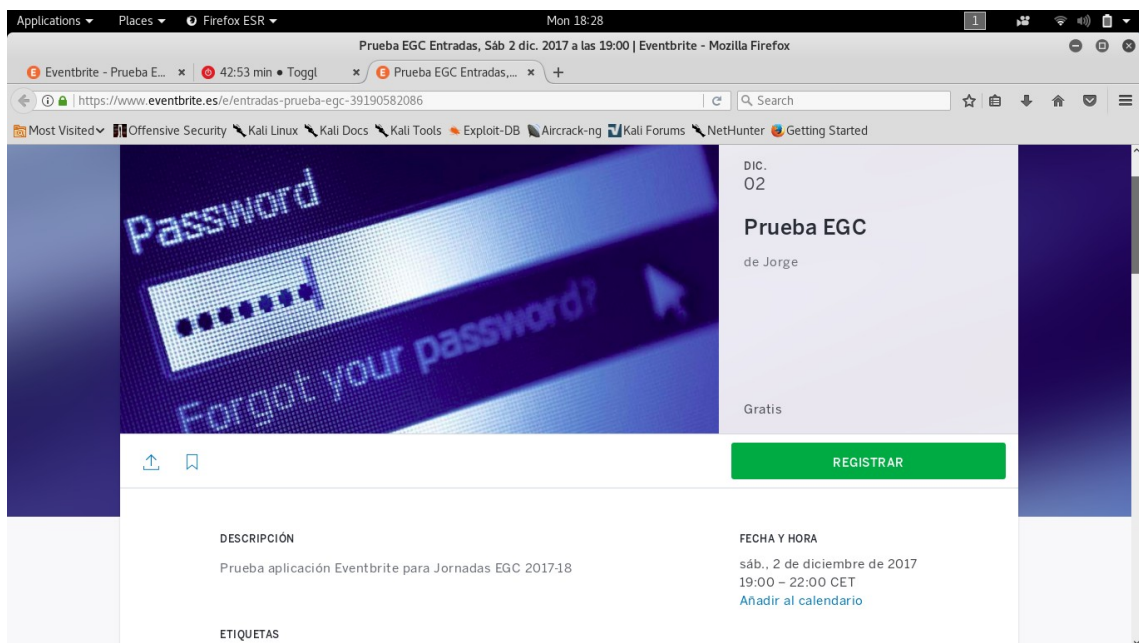 Applications Places Firefox ESR Mon 18:28 1
Prueba EGC Entradas, Sáb 2 dic. 2017 a las 19:00 | Eventbrite - Mozilla Firefox
Eventbrite - Prueba E... 42:53 min • Toggl Prueba EGC Entradas,...
https://www.eventbrite.es/e/entradas-prueba-egc-39190582086 Search
Most Visited Offensive Security Kali Linux Kali Docs Kali Tools Exploit-DB Aircrack-ng Kali Forums NetHunter Getting Started
Password
Forgot your password?
DIC.
02
Prueba EGC
de Jorge
Gratis
REGISTRAR
DESCRIPCIÓN
Prueba aplicación Eventbrite para Jornadas EGC 2017-18
FECHA Y HORA
sáb., 2 de diciembre de 2017
19:00 – 22:00 CET
Añadir al calendario
ETIQUETAS